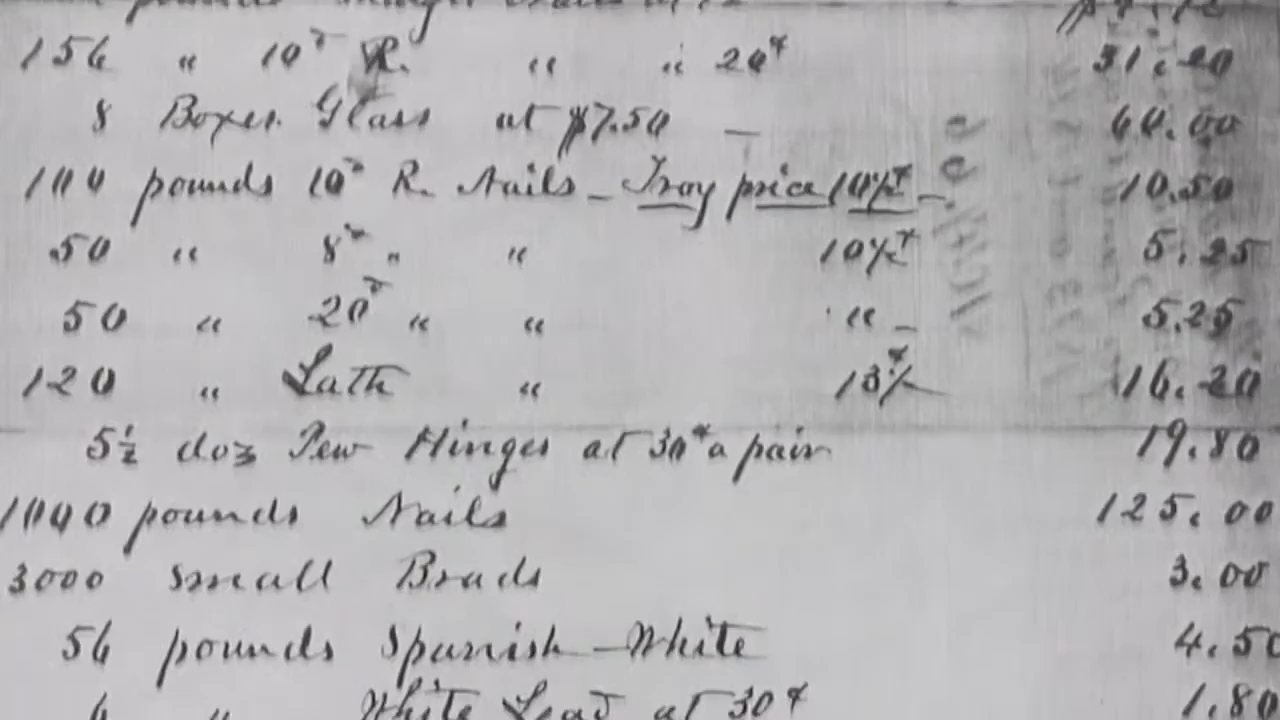 pounds
156 " 10d R. " " 20c 31.20
8 Boxes. Glass at $7.50 – 60.00
100 pounds 10d R. Nails – Troy price 10½c – 10.50
50 " 8d " " 10½c 5.25
50 " 20d " " " – 5.25
120 " Lath " 13½c 16.20
5½ doz Pew Hinges at 30c a pair 19.80
1000 pounds Nails 125.00
3000 small Brads 3.00
56 pounds Spanish-White 4.50
6 " White Lead at 30c 1.80